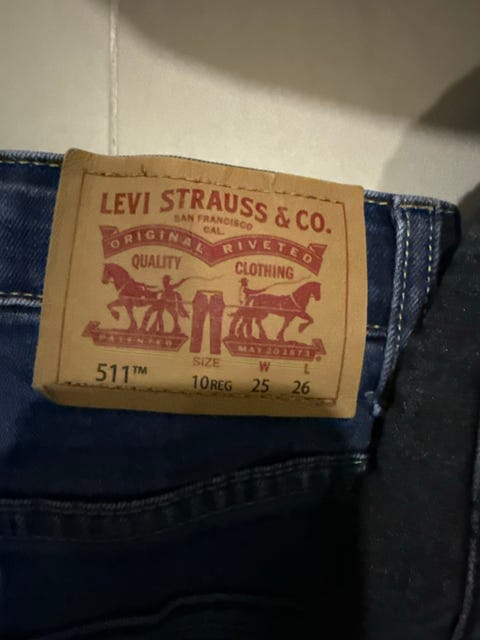 LEVI STRAUSS & CO.
SAN FRANCISCO
CAL.
ORIGINAL RIVETED
QUALITY CLOTHING
PATENTED MAY 20 1873
SIZE W L
511™ 10REG 25 26